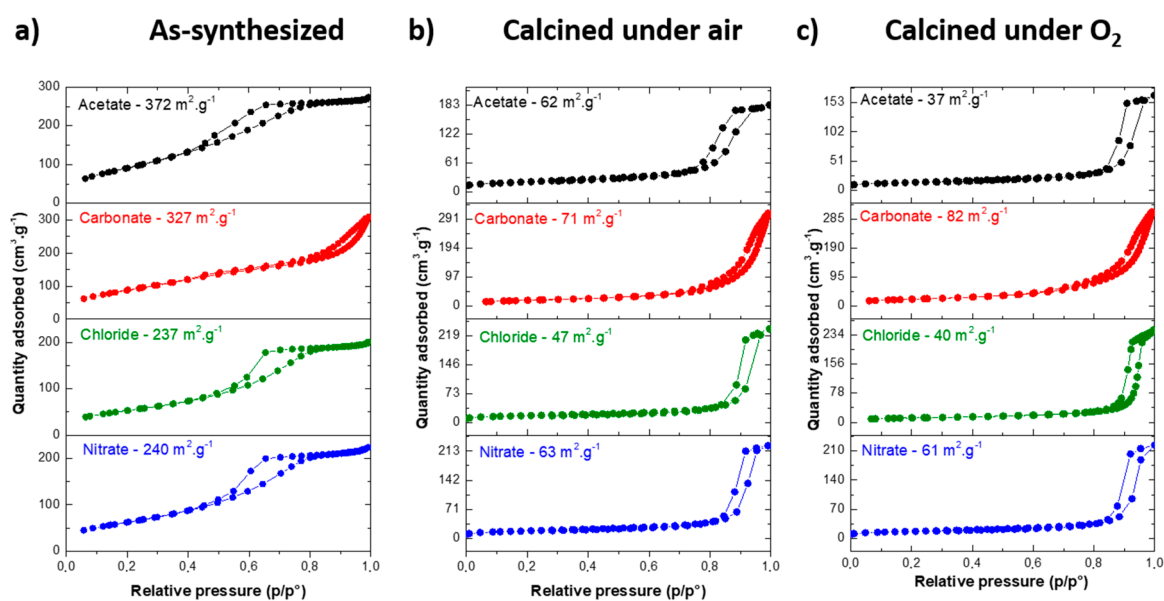 a) As-synthesized
Quantity adsorbed (cm³.g⁻¹)
300
200
100
Acetate - 372 m².g⁻¹
300
200
100
Carbonate - 327 m².g⁻¹
200
100
Chloride - 237 m².g⁻¹
200
100
0
Nitrate - 240 m².g⁻¹
0,0 0,2 0,4 0,6 0,8 1,0
Relative pressure (p/p°)
b) Calcined under air
Quantity adsorbed (cm³.g⁻¹)
183
122
61
0
Acetate - 62 m².g⁻¹
291
194
97
0
Carbonate - 71 m².g⁻¹
219
146
73
0
Chloride - 47 m².g⁻¹
213
142
71
0
Nitrate - 63 m².g⁻¹
0,0 0,2 0,4 0,6 0,8 1,0
Relative pressure (p/p°)
c) Calcined under O₂
Quantity adsorbed (cm³.g⁻¹)
153
102
51
0
Acetate - 37 m².g⁻¹
285
190
95
0
Carbonate - 82 m².g⁻¹
234
156
78
0
Chloride - 40 m².g⁻¹
210
140
70
0
Nitrate - 61 m².g⁻¹
0,0 0,2 0,4 0,6 0,8 1,0
Relative pressure (p/p°)